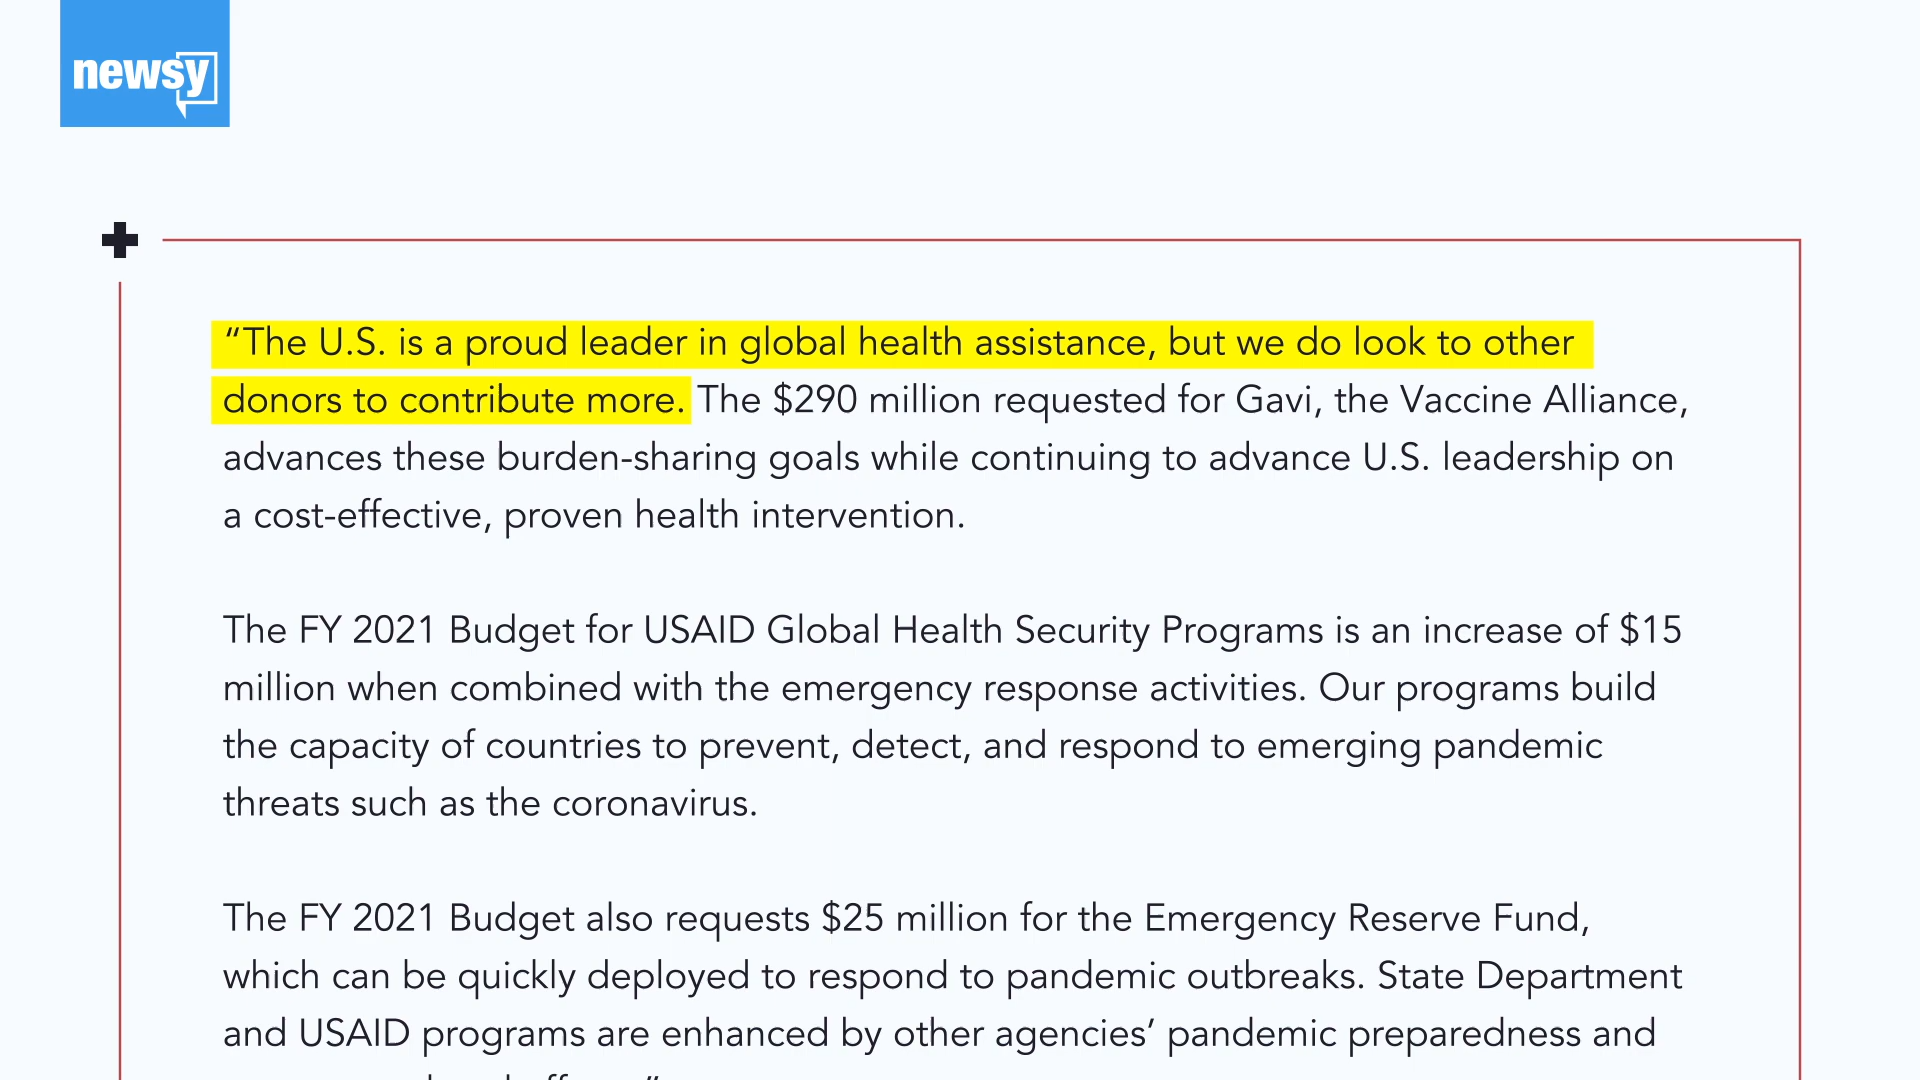 newsy
“The U.S. is a proud leader in global health assistance, but we do look to other
donors to contribute more. The $290 million requested for Gavi, the Vaccine Alliance,
advances these burden-sharing goals while continuing to advance U.S. leadership on
a cost-effective, proven health intervention.
The FY 2021 Budget for USAID Global Health Security Programs is an increase of $15
million when combined with the emergency response activities. Our programs build
the capacity of countries to prevent, detect, and respond to emerging pandemic
threats such as the coronavirus.
The FY 2021 Budget also requests $25 million for the Emergency Reserve Fund,
which can be quickly deployed to respond to pandemic outbreaks. State Department
and USAID programs are enhanced by other agencies’ pandemic preparedness and